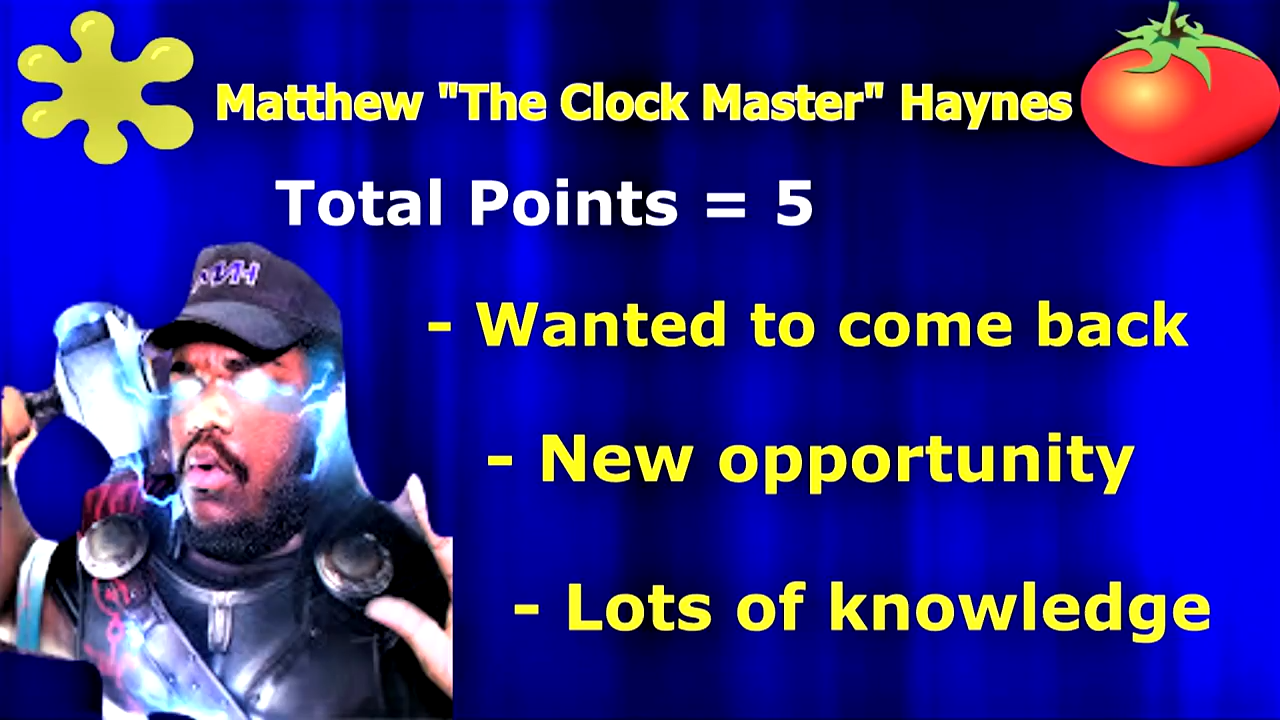 Matthew "The Clock Master" Haynes
Total Points = 5
- Wanted to come back
- New opportunity
- Lots of knowledge